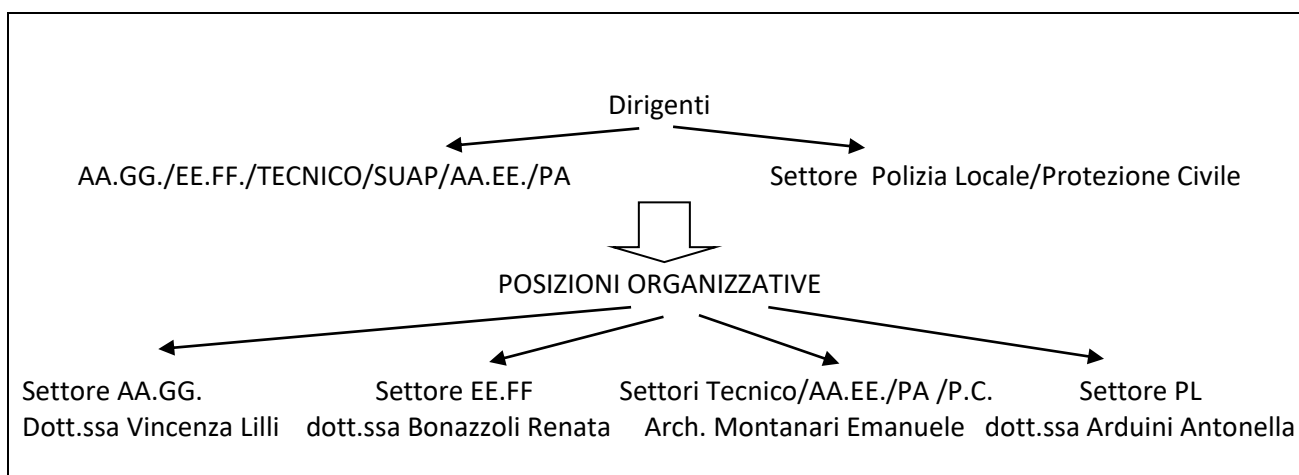 Dirigenti
AA.GG./EE.FF./TECNICO/SUAP/AA.EE./PA Settore Polizia Locale/Protezione Civile
POSIZIONI ORGANIZZATIVE
Settore AA.GG. Settore EE.FF Settori Tecnico/AA.EE./PA /P.C. Settore PL
Dott.ssa Vincenza Lilli dott.ssa Bonazzoli Renata Arch. Montanari Emanuele dott.ssa Arduini Antonella